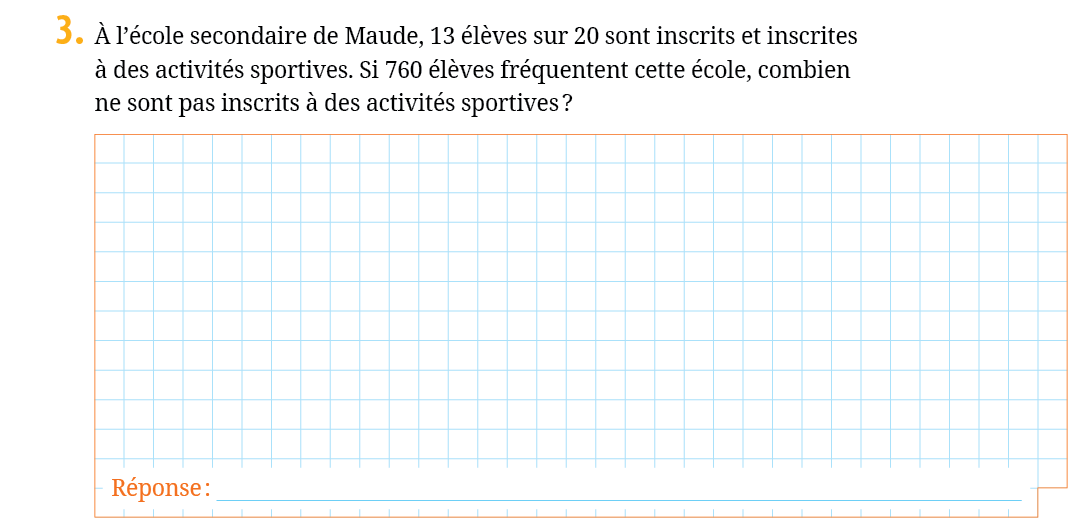 3. À l’école secondaire de Maude, 13 élèves sur 20 sont inscrits et inscrites
à des activités sportives. Si 760 élèves fréquentent cette école, combien
ne sont pas inscrits à des activités sportives ?
Réponse :